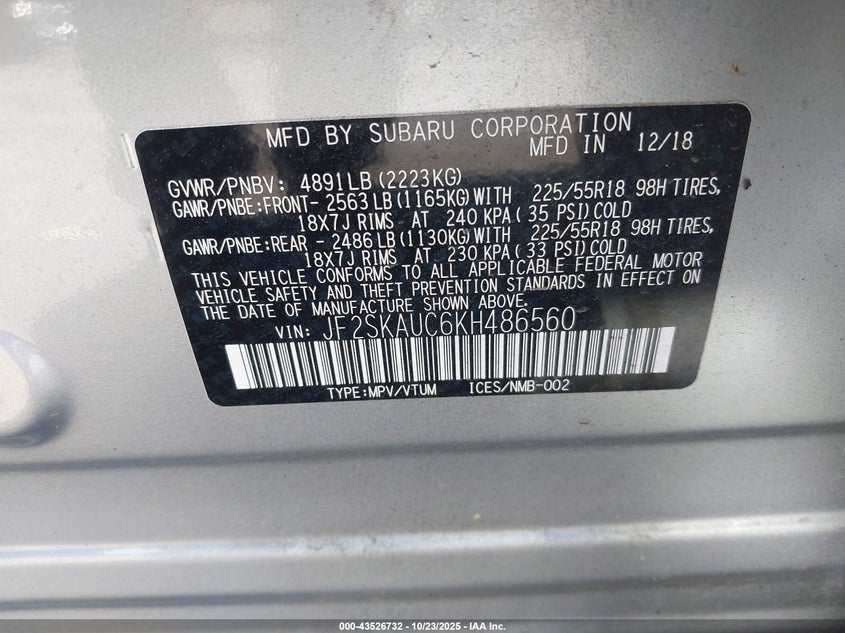 MFD BY SUBARU CORPORATION
MFD IN 12/18
GVWR/PNBV: 4891LB(2223KG)
GAWR/PNBE:FRONT- 2563LB(1165KG)WITH 225/55R18 98H TIRES,
18X7J RIMS AT 240 KPA( 35 PSI)COLD
GAWR/PNBE:REAR - 2486LB(1130KG)WITH 225/55R18 98H TIRES,
18X7J RIMS AT 230 KPA( 33 PSI)COLD
THIS VEHICLE CONFORMS TO ALL APPLICABLE FEDERAL MOTOR
VEHICLE SAFETY AND THEFT PREVENTION STANDARDS IN EFFECT ON
THE DATE OF MANUFACTURE SHOWN ABOVE.
VIN: JF2SKAUC6KH486560
TYPE:MPV/VTUM ICES/NMB-002
000-43526732 - 10/23/2025 - IAA Inc.